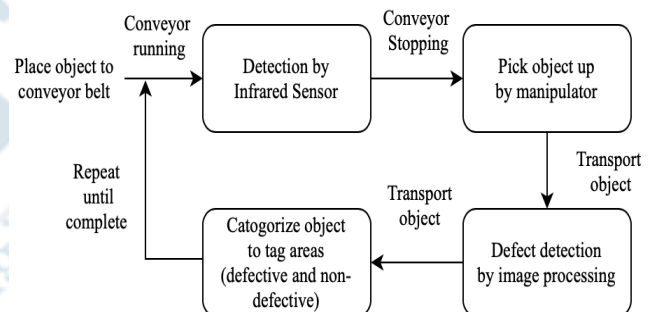 Conveyor
running
Conveyor
Stopping
Place object to
conveyor belt
Detection by
Infrared Sensor
Pick object up
by manipulator
Transport
object
Defect detection
by image processing
Transport
object
Catogorize object
to tag areas
(defective and non-
defective)
Repeat
until
complete